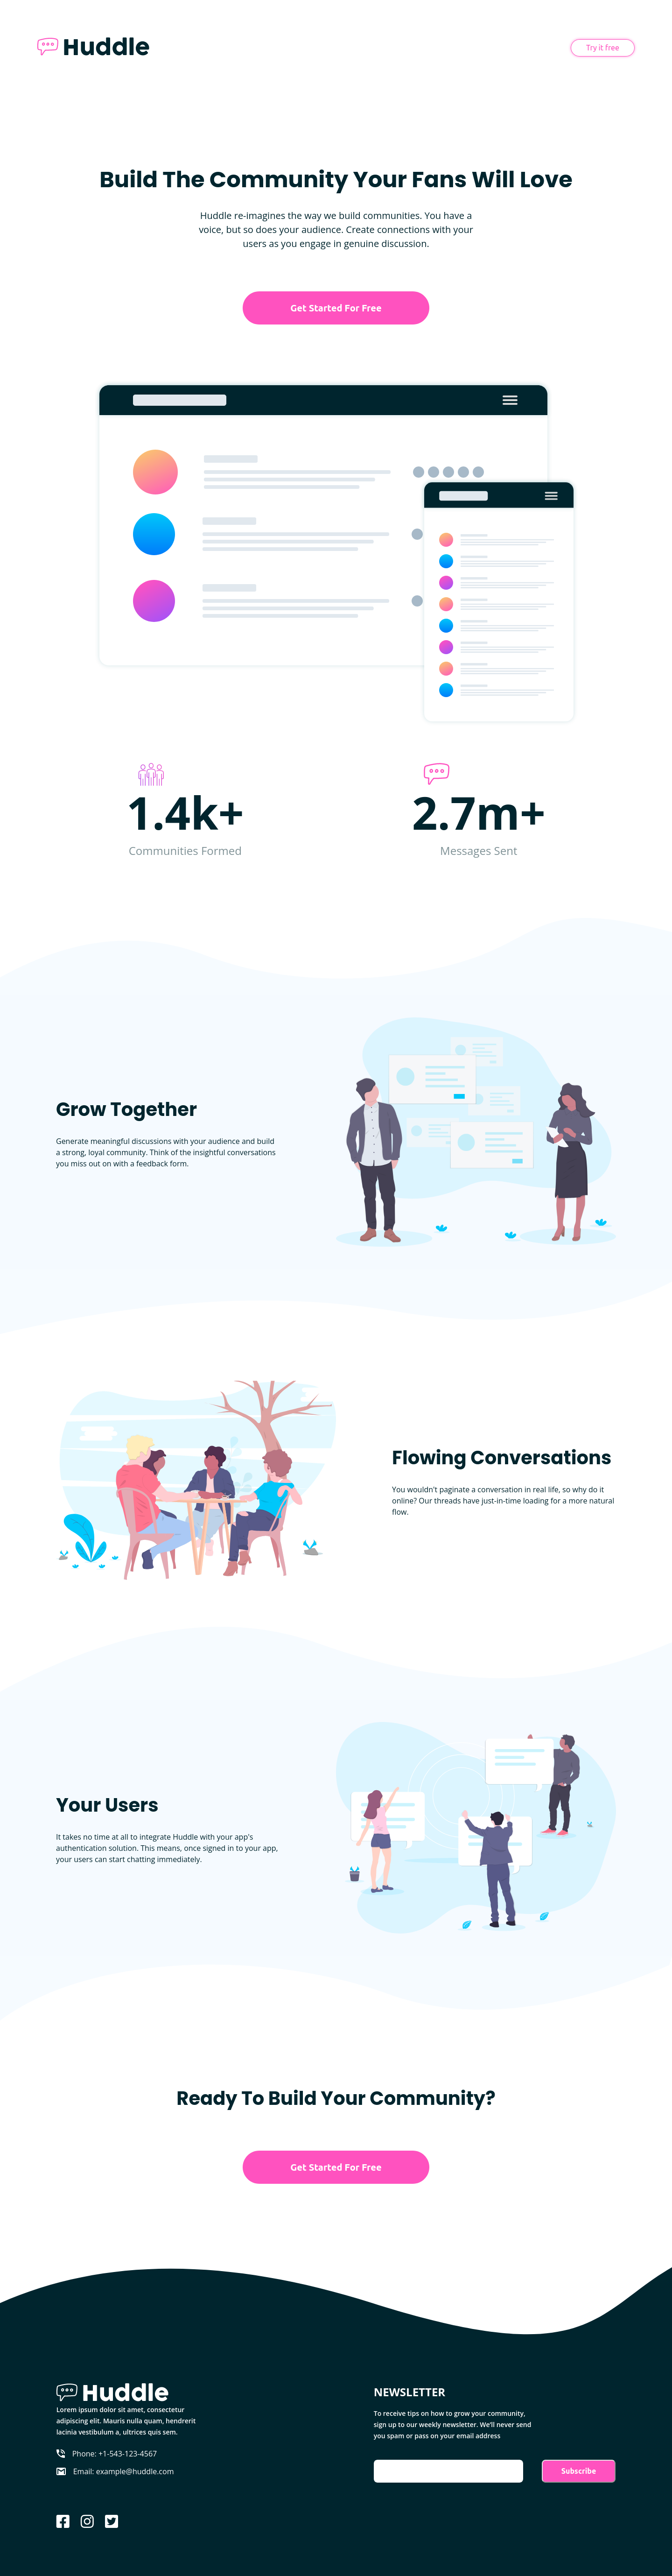 Huddle
Try it free
Build The Community Your Fans Will Love
Huddle re-imagines the way we build communities. You have a
voice, but so does your audience. Create connections with your
users as you engage in genuine discussion.
Get Started For Free
1.4k+
Communities Formed
2.7m+
Messages Sent
Grow Together
Generate meaningful discussions with your audience and build
a strong, loyal community. Think of the insightful conversations
you miss out on with a feedback form.
Flowing Conversations
You wouldn't paginate a conversation in real life, so why do it
online? Our threads have just-in-time loading for a more natural
flow.
Your Users
It takes no time at all to integrate Huddle with your app's
authentication solution. This means, once signed in to your app,
your users can start chatting immediately.
Ready To Build Your Community?
Get Started For Free
Huddle
Lorem ipsum dolor sit amet, consectetur
adipiscing elit. Mauris nulla quam, hendrerit
lacinia vestibulum a, ultrices quis sem.
Phone: +1-543-123-4567
Email: example@huddle.com
NEWSLETTER
To receive tips on how to grow your community,
sign up to our weekly newsletter. We'll never send
you spam or pass on your email address
Subscribe